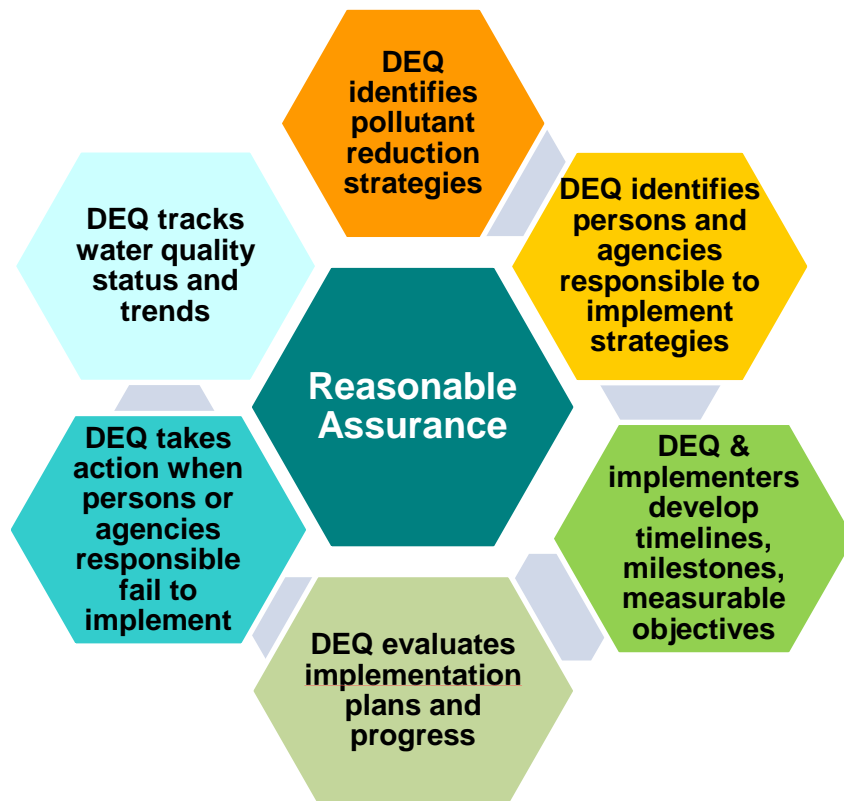 DEQ
identifies
pollutant
reduction
strategies
DEQ identifies
persons and
agencies
responsible to
implement
strategies
DEQ &
implementers
develop
timelines,
milestones,
measurable
objectives
DEQ evaluates
implementation
plans and
progress
DEQ takes
action when
persons or
agencies
responsible
fail to
implement
DEQ tracks
water quality
status and
trends
Reasonable
Assurance